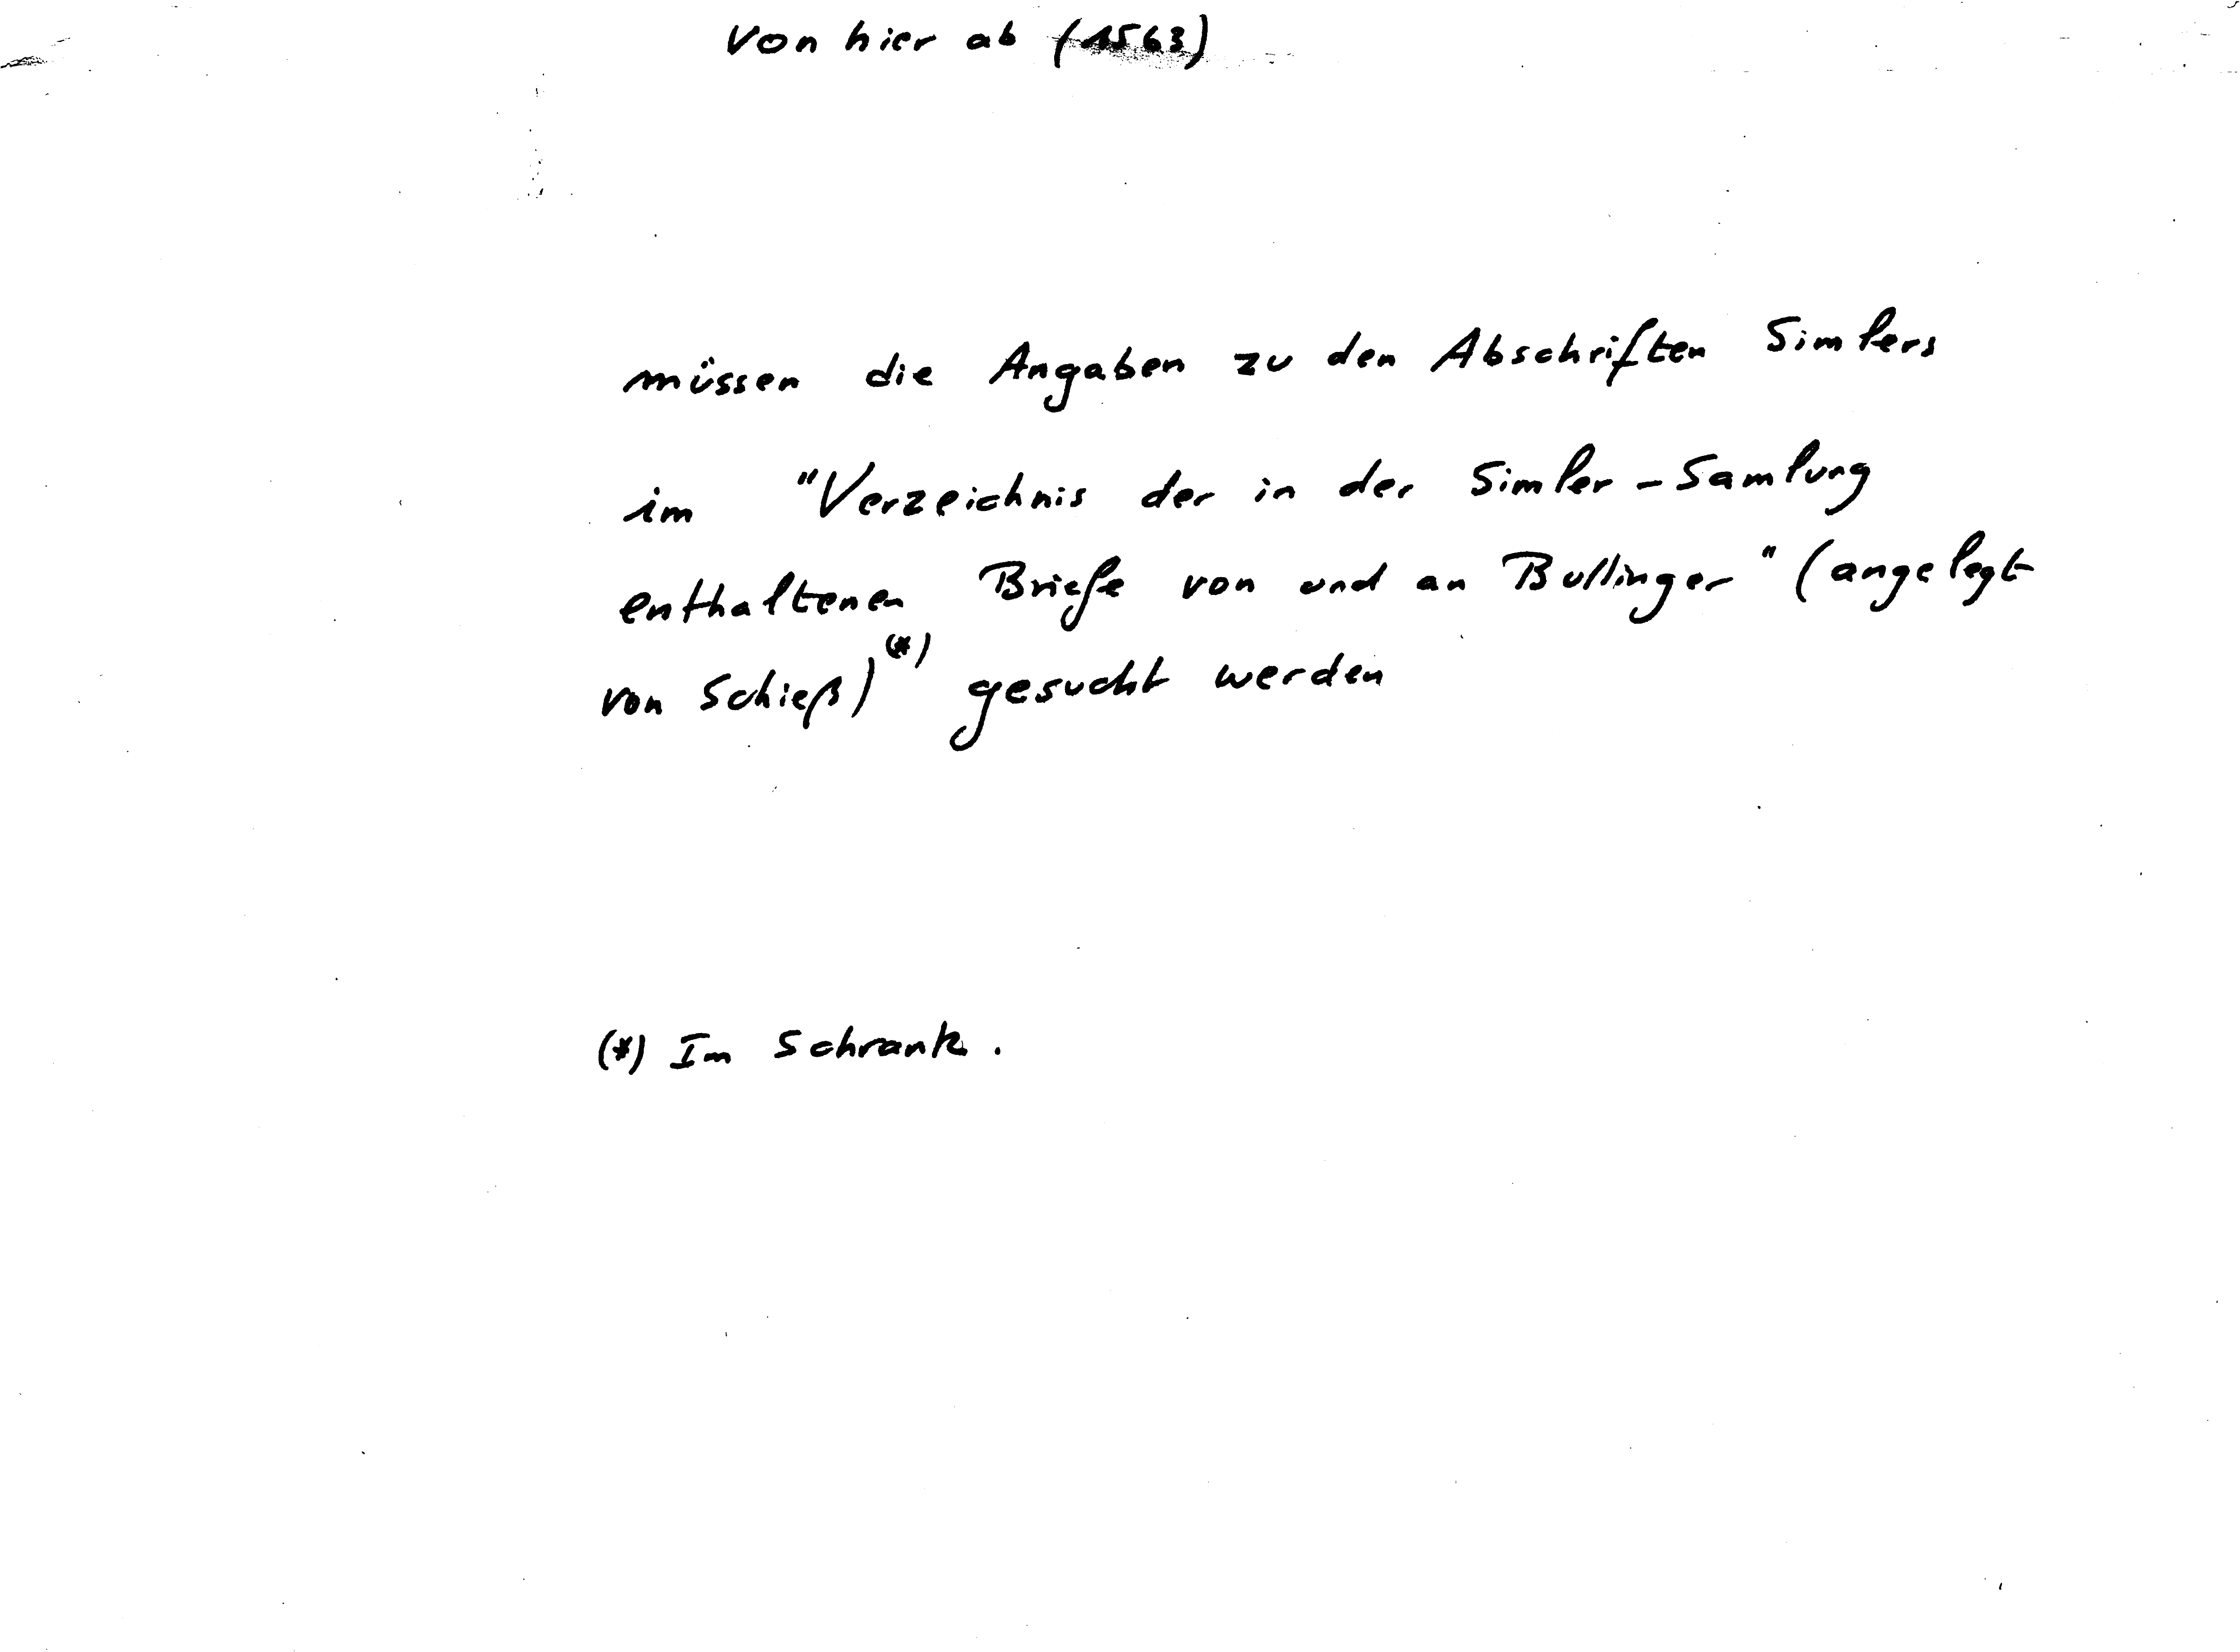 von hier ab (1563)
müssen die Angaben zu den Abschriften Simlers
im "Verzeichnis der in der Simler-Samlung
enthaltenen Briefe von und an Bullinger" (angelegt
von Schieß)(*) gesucht werden
(*) Im Schrank.